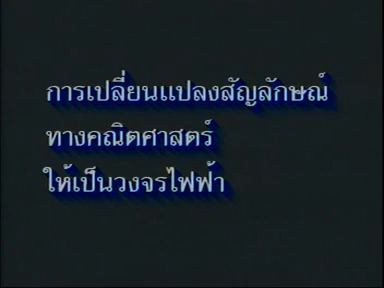 การเปลี่ยนแปลงสัญลักษณ์
ทางคณิตศาสตร์
ให้เป็นวงจรไฟฟ้า